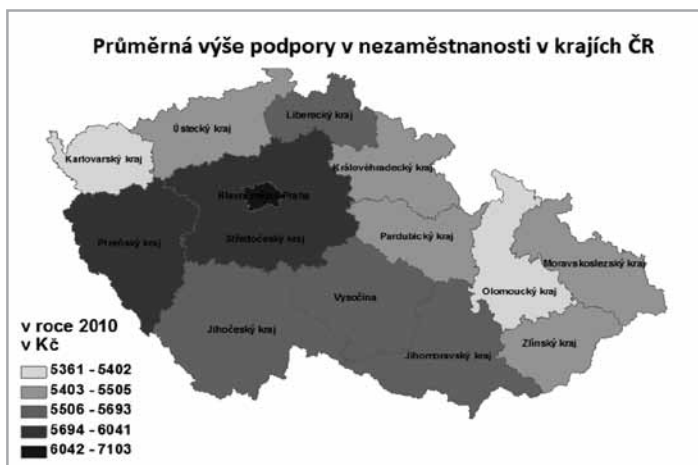 Průměrná výše podpory v nezaměstnanosti v krajích ČR
Liberecký kraj
Ústecký kraj
Karlovarský kraj
Královéhradecký kraj
Praha
Plzeňský kraj
Středočeský kraj
Pardubický kraj
Moravskoslezský kraj
Olomoucký kraj
Vysočina
Jihočeský kraj
Zlínský kraj
Jihomoravský kraj
v roce 2010
v Kč
5361 - 5402
5403 - 5505
5506 - 5693
5694 - 6041
6042 - 7103